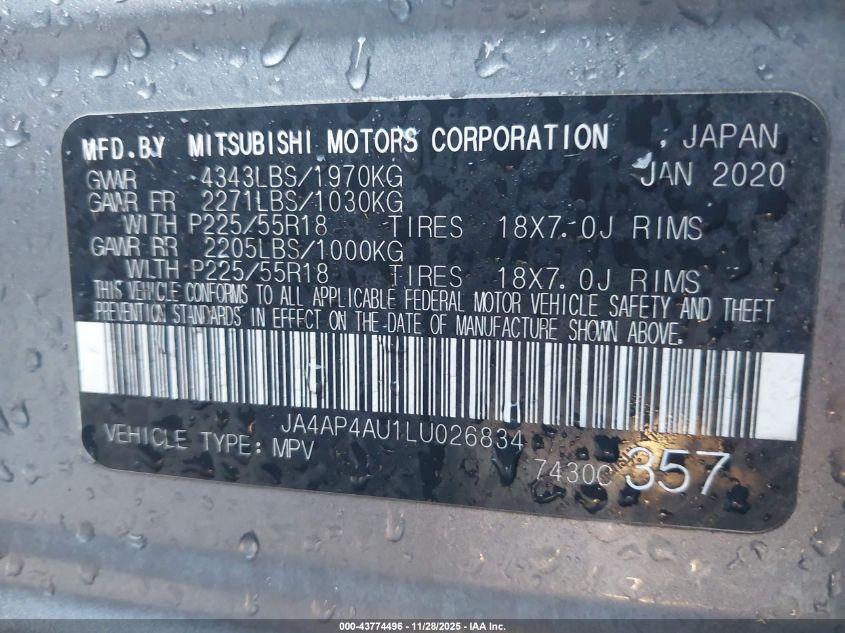 MFD.BY MITSUBISHI MOTORS CORPORATION , JAPAN
GVWR 4343LBS/1970KG JAN 2020
GAWR FR 2271LBS/1030KG
WITH P225/55R18 TIRES 18X7.0J RIMS
GAWR RR 2205LBS/1000KG
WITH P225/55R18 TIRES 18X7.0J RIMS
THIS VEHICLE CONFORMS TO ALL APPLICABLE FEDERAL MOTOR VEHICLE SAFETY AND THEFT
PREVENTION STANDARDS IN EFFECT ON THE DATE OF MANUFACTURE SHOWN ABOVE.
JA4AP4AU1LU026834
VEHICLE TYPE: MPV
7430C 357
000-43774496 - 11/28/2025 - IAA Inc.